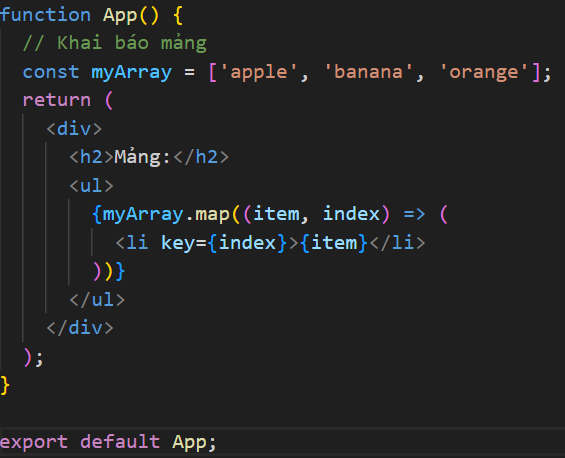 function App() {
// Khai báo mảng
const myArray = ['apple', 'banana', 'orange'];
return (
<div>
<h2>Mảng:</h2>
<ul>
{myArray.map((item, index) => (
<li key={index}>{item}</li>
))}
</ul>
</div>
);
}
export default App;